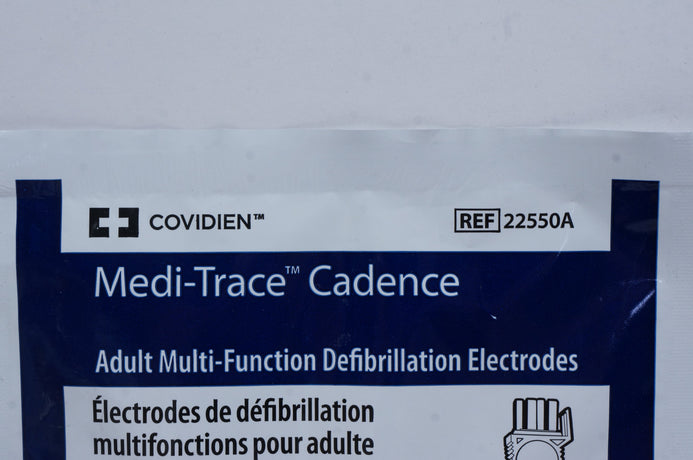 COVIDIEN™
REF 22550A
Medi-Trace™ Cadence
Adult Multi-Function Defibrillation Electrodes
Électrodes de défibrillation
multifonctions pour adulte